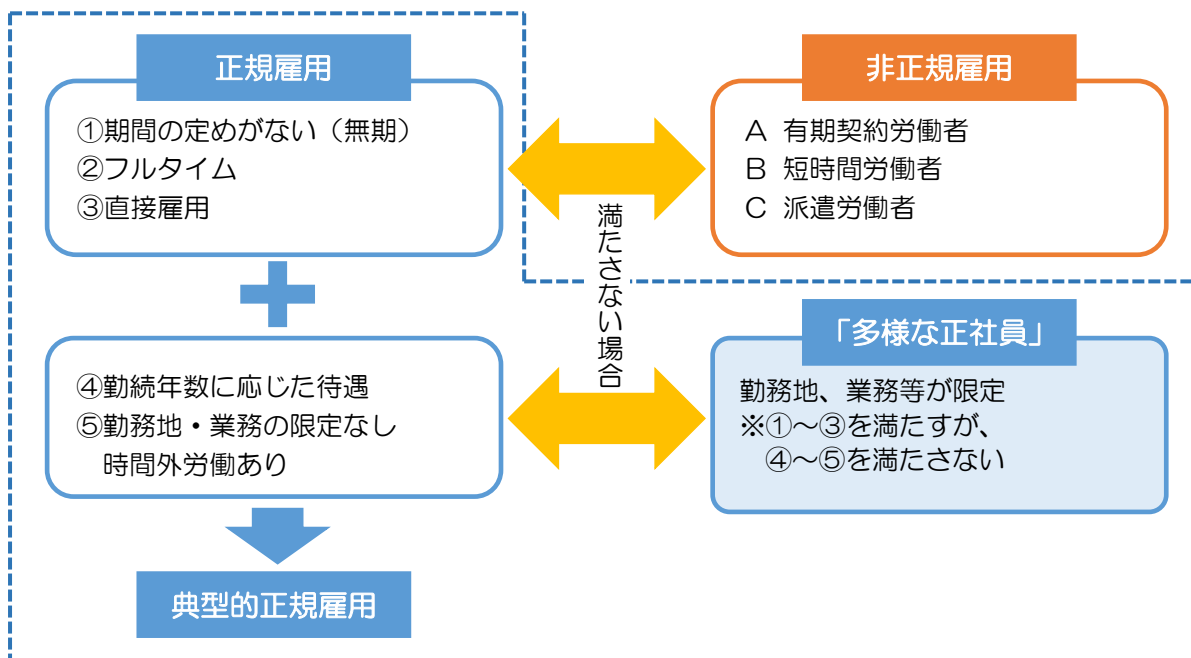 正規雇用
①期間の定めがない（無期）
②フルタイム
③直接雇用
非正規雇用
A 有期契約労働者
B 短時間労働者
C 派遣労働者
満たさない場合
④勤続年数に応じた待遇
⑤勤務地・業務の限定なし
時間外労働あり
「多様な正社員」
勤務地、業務等が限定
※①～③を満たすが、
④～⑤を満たさない
典型的正規雇用